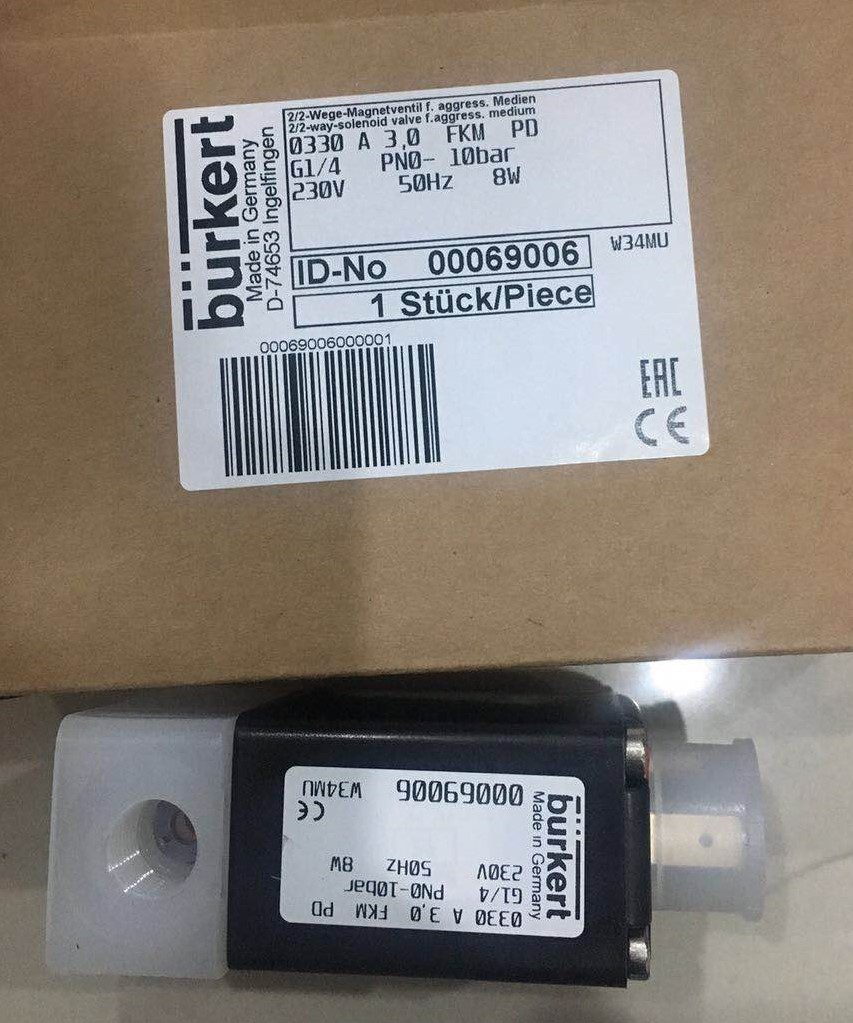 bürkert
Made in Germany
D-74653 Ingelfingen
2/2-Wege-Magnetventil f. aggress. Medien
2/2-way-solenoid valve f.aggress. medium
0330 A 3,0 FKM PD
G1/4 PN0- 10bar
230V 50Hz 8W
W34MU
ID-No 00069006
1 Stück/Piece
00069006000001
EAC
CE
bürkert
Made in Germany
0330 A 3,0 FKM PD
G1/4 PN0-10bar
230V 50Hz 8W
CE
00069006 W34MU